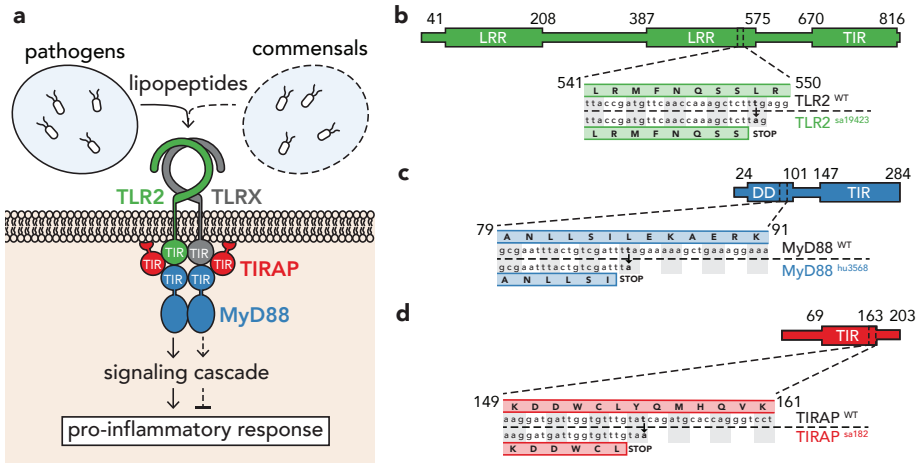 a
pathogens
commensals
lipopeptides
TLR2
TLRX
TIR
TIR
TIR
TIR
TIRAP
TIR
TIR
MyD88
signaling cascade
pro-inflammatory response
b
41 208 387 575 670 816
LRR LRR TIR
541 550
L R M F N Q S S L R
ttaccgatgttcaaccaaagctctttgagg TLR2 WT
ttaccgatgttcaaccaaagctcttag TLR2 sa19423
L R M F N Q S S STOP
c
24 101 147 284
DD TIR
79 91
A N L L S I L E K A E R K
gcgaatttactgtcgattttagagaaagctgaaaggaaa MyD88 WT
gcgaatttactgtcgattta MyD88 hu3568
A N L L S I STOP
d
69 163 203
TIR
149 161
K D D W C L Y Q M H Q V K
aaggatgattggtgtttgtatcagatgcaccagggtcct TIRAP WT
aaggatgattggtgtttgtaa TIRAP sa182
K D D W C L STOP